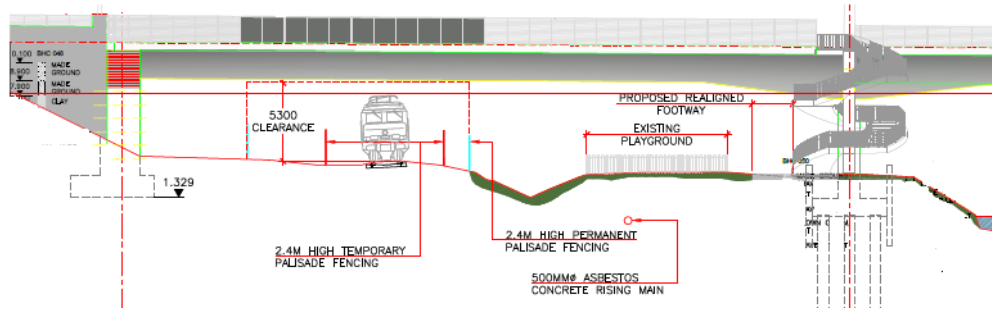 MADE
GROUND
MADE
GROUND
CLAY
5300
CLEARANCE
PROPOSED REALIGNED
FOOTWAY
EXISTING
PLAYGROUND
1.329
2.4M HIGH TEMPORARY
PALISADE FENCING
2.4M HIGH PERMANENT
PALISADE FENCING
500MMø ASBESTOS
CONCRETE RISING MAIN